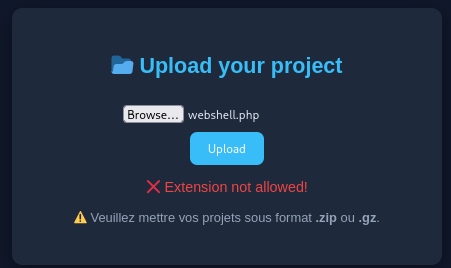 📂 Upload your project
Browse... webshell.php
Upload
❌ Extension not allowed!
⚠️ Veuillez mettre vos projets sous format .zip ou .gz.